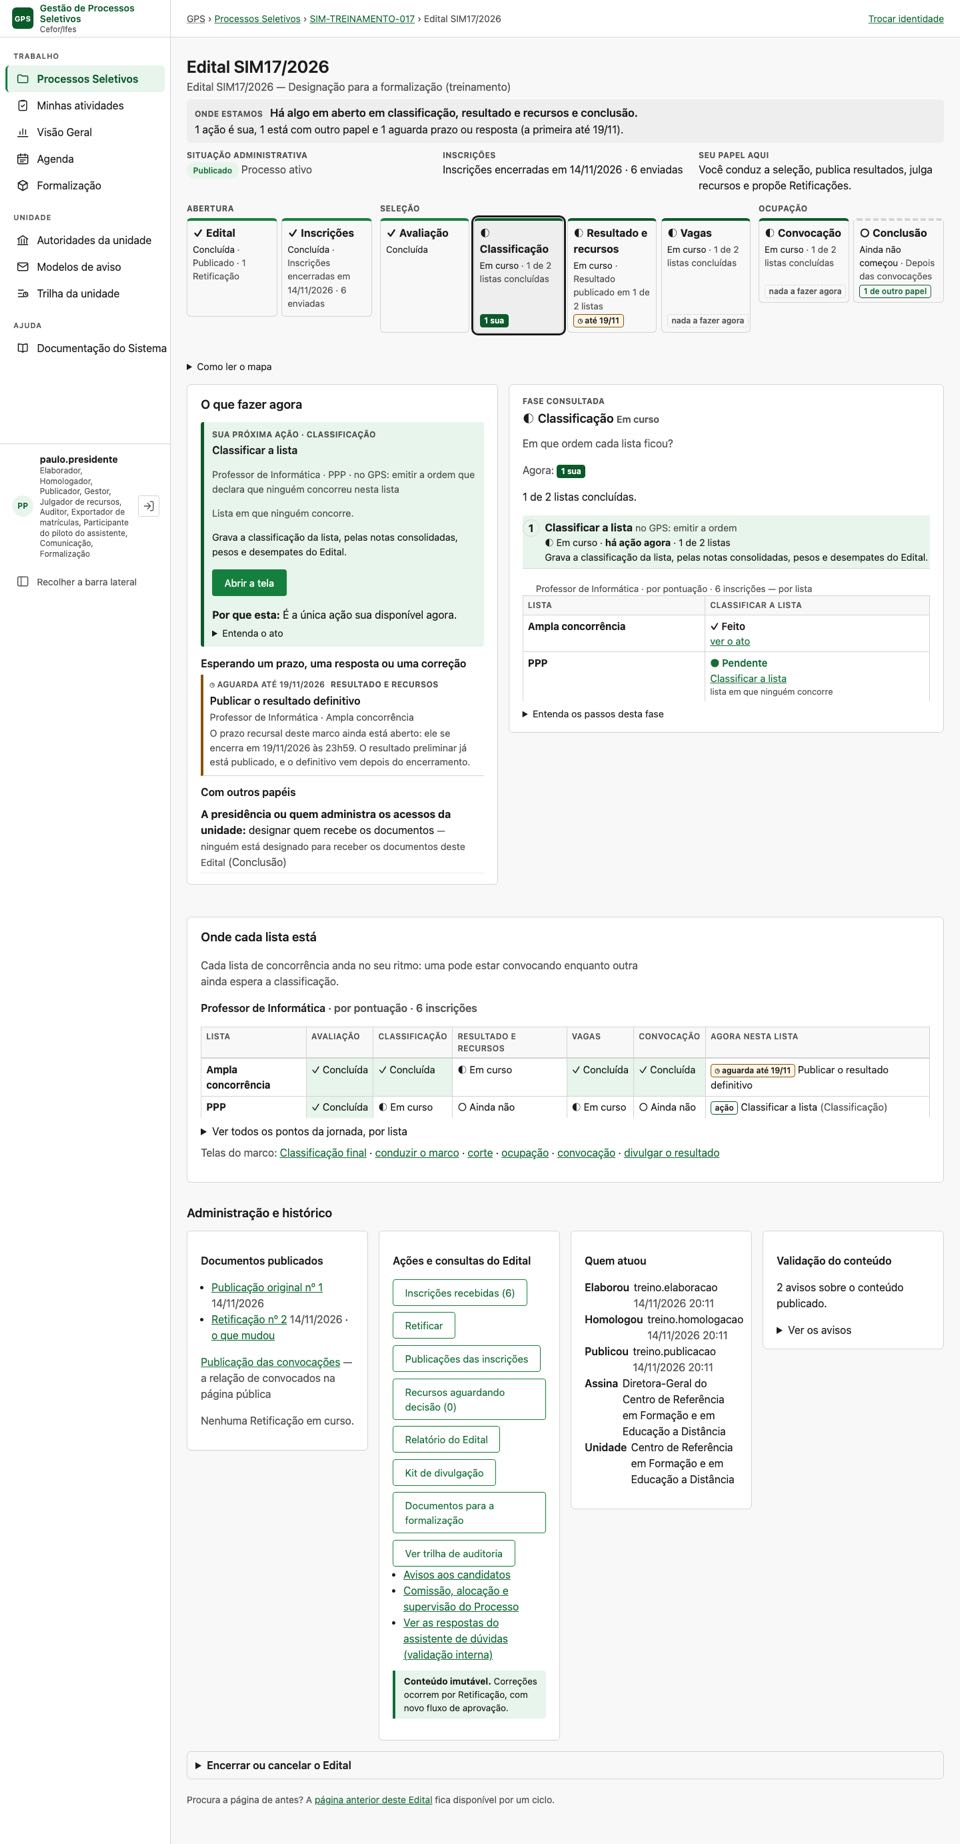 GPS
Gestão de Processos
Seletivos
Cefor/Ifes
TRABALHO
Processos Seletivos
Minhas atividades
Visão Geral
Agenda
Formalização
UNIDADE
Autoridades da unidade
Modelos de aviso
Trilha da unidade
AJUDA
Documentação do Sistema
PP
paulo.presidente
Elaborador,
Homologador,
Publicador, Gestor,
Julgador de recursos,
Auditor, Exportador de
matrículas, Participante
do piloto do assistente,
Comunicação,
Formalização
Recolher a barra lateral
GPS › Processos Seletivos › SIM-TREINAMENTO-017 › Edital SIM17/2026
Trocar identidade
Edital SIM17/2026
Edital SIM17/2026 — Designação para a formalização (treinamento)
ONDE ESTAMOS Há algo em aberto em classificação, resultado e recursos e conclusão.
1 ação é sua, 1 está com outro papel e 1 aguarda prazo ou resposta (a primeira até 19/11).
SITUAÇÃO ADMINISTRATIVA
Publicado Processo ativo
INSCRIÇÕES
Inscrições encerradas em 14/11/2026 · 6 enviadas
SEU PAPEL AQUI
Você conduz a seleção, publica resultados, julga
recursos e propõe Retificações.
ABERTURA
✓ Edital
Concluída ·
Publicado · 1
Retificação
✓ Inscrições
Concluída ·
Inscrições
encerradas em
14/11/2026 · 6
enviadas
SELEÇÃO
✓ Avaliação
Concluída
◐
Classificação
Em curso · 1 de 2
listas concluídas
1 sua
◐ Resultado e
recursos
Em curso ·
Resultado
publicado em 1 de
2 listas
◷ até 19/11
◐ Vagas
Em curso · 1 de 2
listas concluídas
nada a fazer agora
OCUPAÇÃO
◐ Convocação
Em curso · 1 de 2
listas concluídas
nada a fazer agora
○ Conclusão
Ainda não
começou · Depois
das convocações
1 de outro papel
▶ Como ler o mapa
O que fazer agora
SUA PRÓXIMA AÇÃO · CLASSIFICAÇÃO
Classificar a lista
Professor de Informática · PPP · no GPS: emitir a ordem que
declara que ninguém concorreu nesta lista
Lista em que ninguém concorre.
Grava a classificação da lista, pelas notas consolidadas,
pesos e desempates do Edital.
Abrir a tela
Por que esta: É a única ação sua disponível agora.
▶ Entenda o ato
Esperando um prazo, uma resposta ou uma correção
◷ AGUARDA ATÉ 19/11/2026 RESULTADO E RECURSOS
Publicar o resultado definitivo
Professor de Informática · Ampla concorrência
O prazo recursal deste marco ainda está aberto: ele se
encerra em 19/11/2026 às 23h59. O resultado preliminar já
está publicado, e o definitivo vem depois do encerramento.
Com outros papéis
A presidência ou quem administra os acessos da
unidade: designar quem recebe os documentos —
ninguém está designado para receber os documentos deste
Edital (Conclusão)
FASE CONSULTADA
◐ Classificação Em curso
Em que ordem cada lista ficou?
Agora: 1 sua
1 de 2 listas concluídas.
1 Classificar a lista no GPS: emitir a ordem
◐ Em curso · há ação agora · 1 de 2 listas
Grava a classificação da lista, pelas notas consolidadas, pesos e desempates do Edital.
Professor de Informática · por pontuação · 6 inscrições — por lista
LISTA CLASSIFICAR A LISTA
Ampla concorrência ✓ Feito
ver o ato
PPP ● Pendente
Classificar a lista
lista em que ninguém concorre
▶ Entenda os passos desta fase
Onde cada lista está
Cada lista de concorrência anda no seu ritmo: uma pode estar convocando enquanto outra
ainda espera a classificação.
Professor de Informática · por pontuação · 6 inscrições
LISTA AVALIAÇÃO CLASSIFICAÇÃO RESULTADO E RECURSOS VAGAS CONVOCAÇÃO AGORA NESTA LISTA
Ampla concorrência ✓ Concluída ✓ Concluída ◐ Em curso ✓ Concluída ✓ Concluída ◷ aguarda até 19/11 Publicar o resultado definitivo
PPP ✓ Concluída ◐ Em curso ○ Ainda não ◐ Em curso ○ Ainda não ação Classificar a lista (Classificação)
▶ Ver todos os pontos da jornada, por lista
Telas do marco: Classificação final · conduzir o marco · corte · ocupação · convocação · divulgar o resultado
Administração e histórico
Documentos publicados
• Publicação original nº 1
14/11/2026
• Retificação nº 2 14/11/2026 ·
o que mudou
Publicação das convocações —
a relação de convocados na
página pública
Nenhuma Retificação em curso.
Ações e consultas do Edital
Inscrições recebidas (6)
Retificar
Publicações das inscrições
Recursos aguardando
decisão (0)
Relatório do Edital
Kit de divulgação
Documentos para a
formalização
Ver trilha de auditoria
• Avisos aos candidatos
• Comissão, alocação e
supervisão do Processo
• Ver as respostas do
assistente de dúvidas
(validação interna)
Conteúdo imutável. Correções
ocorrem por Retificação, com
novo fluxo de aprovação.
Quem atuou
Elaborou treino.elaboracao
14/11/2026 20:11
Homologou treino.homologacao
14/11/2026 20:11
Publicou treino.publicacao
14/11/2026 20:11
Assina Diretora-Geral do
Centro de Referência
em Formação e em
Educação a Distância
Unidade Centro de Referência
em Formação e em
Educação a Distância
Validação do conteúdo
2 avisos sobre o conteúdo
publicado.
▶ Ver os avisos
▶ Encerrar ou cancelar o Edital
Procura a página de antes? A página anterior deste Edital fica disponível por um ciclo.